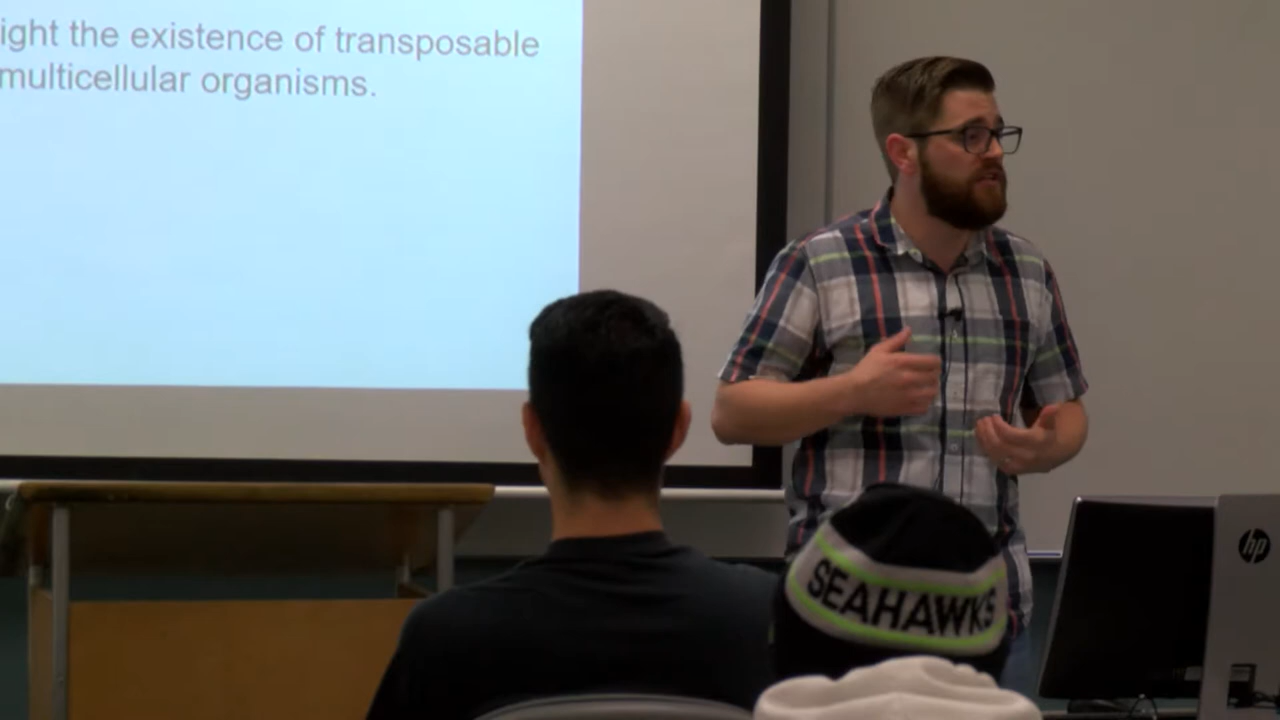 ight the existence of transposable
multicellular organisms.
SEAHAWKS
hp